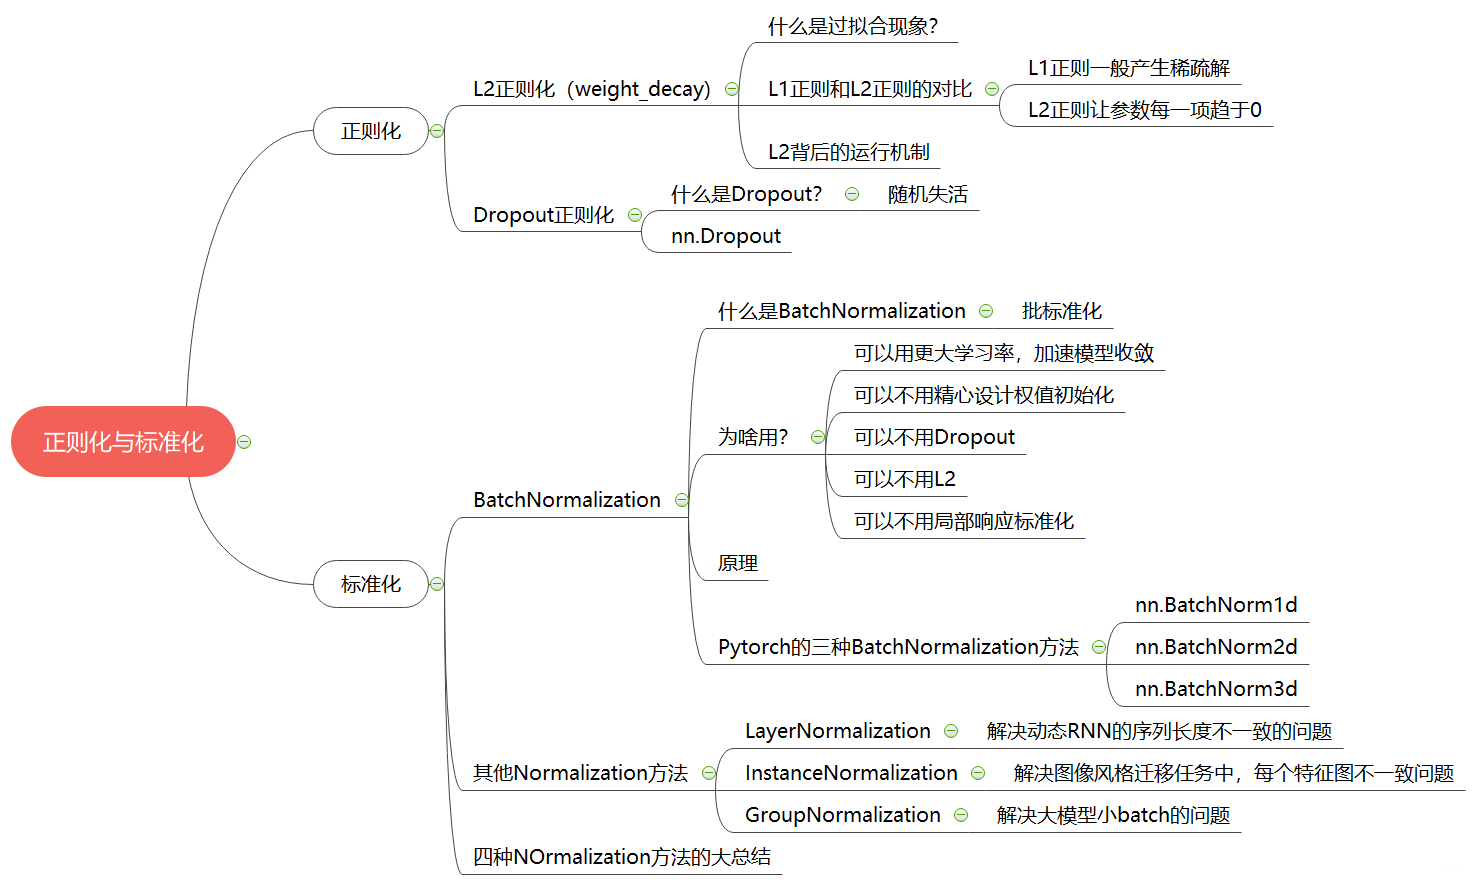 正则化与标准化
正则化
L2正则化（weight_decay）
什么是过拟合现象？
L1正则和L2正则的对比
L1正则一般产生稀疏解
L2正则让参数每一项趋于0
L2背后的运行机制
Dropout正则化
什么是Dropout？
随机失活
nn.Dropout
标准化
BatchNormalization
什么是BatchNormalization
批标准化
为啥用？
可以用更大学习率，加速模型收敛
可以不用精心设计权值初始化
可以不用Dropout
可以不用L2
可以不用局部响应标准化
原理
Pytorch的三种BatchNormalization方法
nn.BatchNorm1d
nn.BatchNorm2d
nn.BatchNorm3d
其他Normalization方法
LayerNormalization
解决动态RNN的序列长度不一致的问题
InstanceNormalization
解决图像风格迁移任务中，每个特征图不一致问题
GroupNormalization
解决大模型小batch的问题
四种NOrmalization方法的大总结